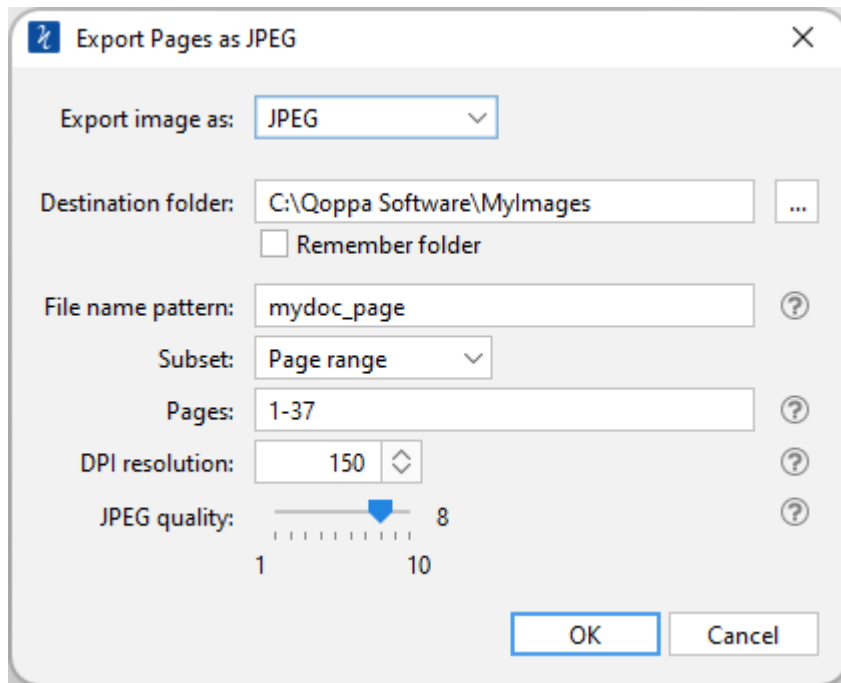 Export Pages as JPEG
Export image as: JPEG
Destination folder: C:\Qoppa Software\MyImages ...
Remember folder
File name pattern: mydoc_page ?
Subset: Page range
Pages: 1-37 ?
DPI resolution: 150 ?
JPEG quality: 8 ?
1 10
OK Cancel